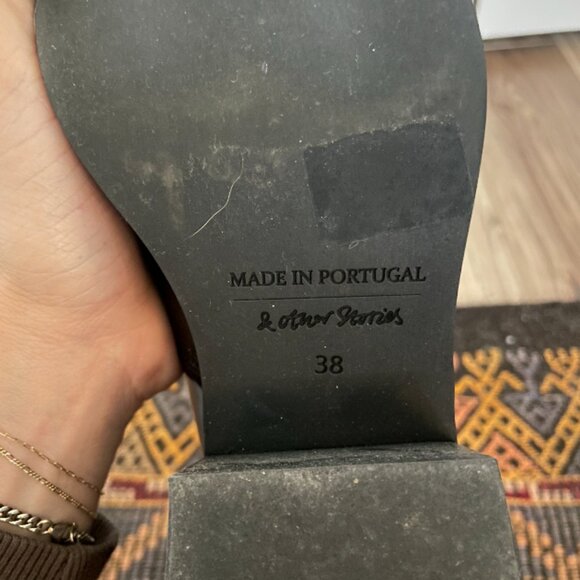 MADE IN PORTUGAL
& other Stories
38